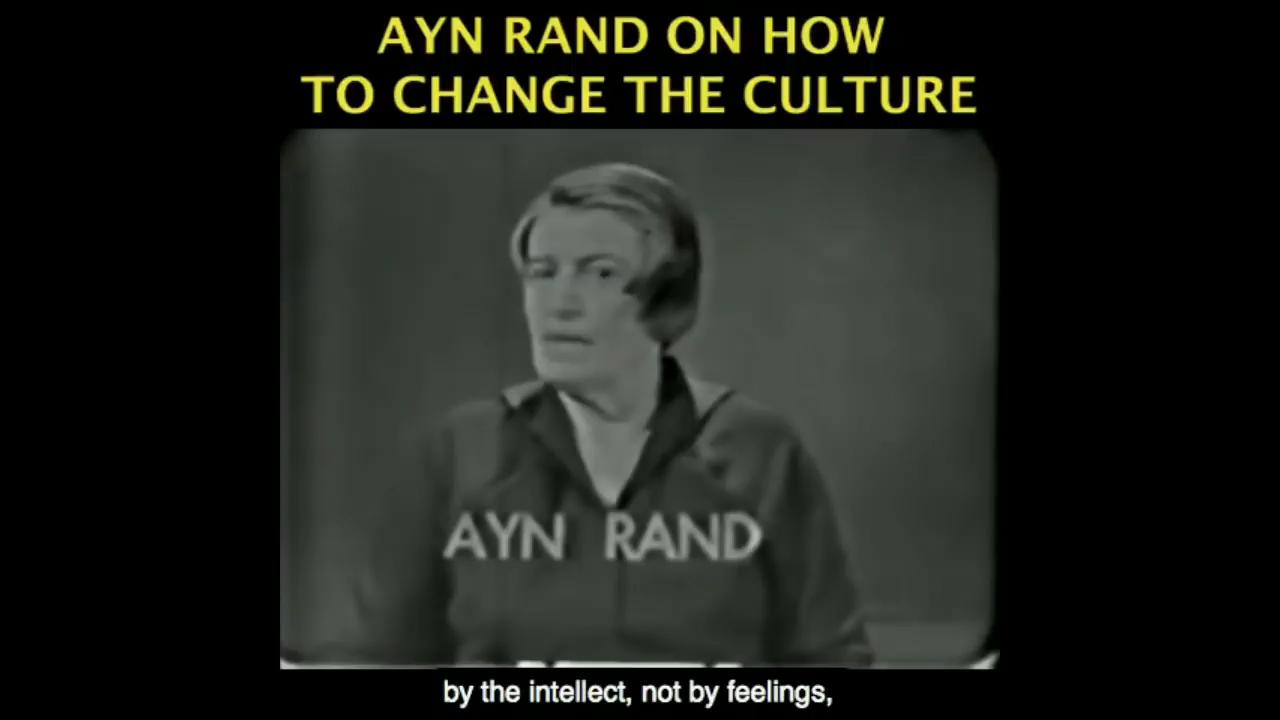 AYN RAND ON HOW
TO CHANGE THE CULTURE
AYN RAND
by the intellect, not by feelings,